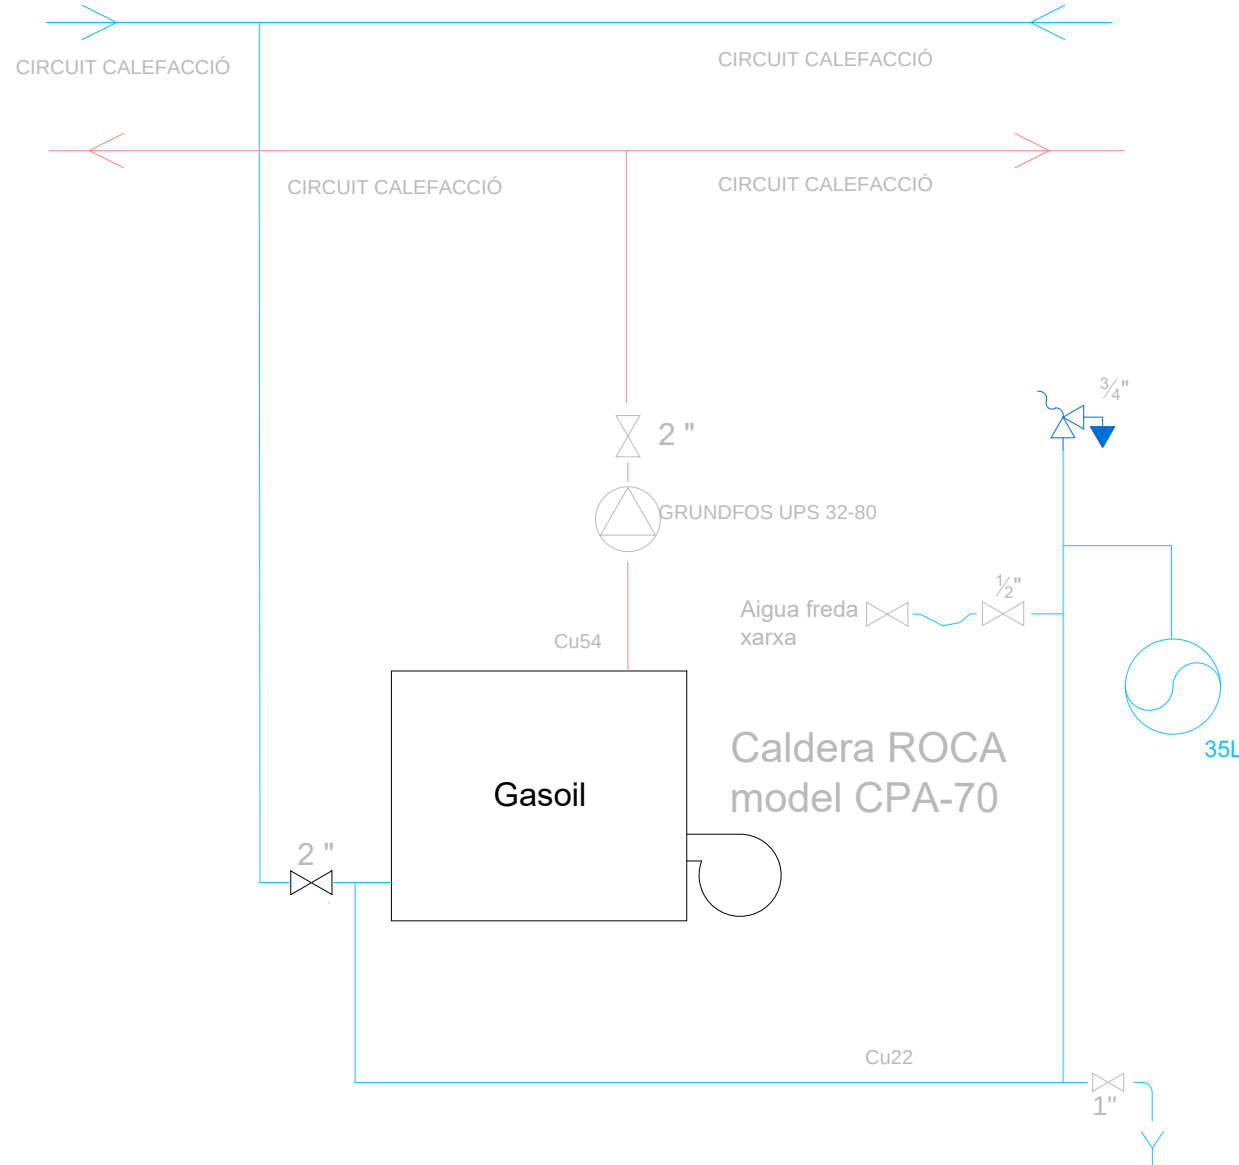 CIRCUIT CALEFACCIÓ
CIRCUIT CALEFACCIÓ
CIRCUIT CALEFACCIÓ
CIRCUIT CALEFACCIÓ
3/4"
2 "
GRUNDFOS UPS 32-80
1/2"
Aigua freda
xarxa
Cu54
Caldera ROCA
model CPA-70
35L
Gasoil
2 "
Cu22
1"